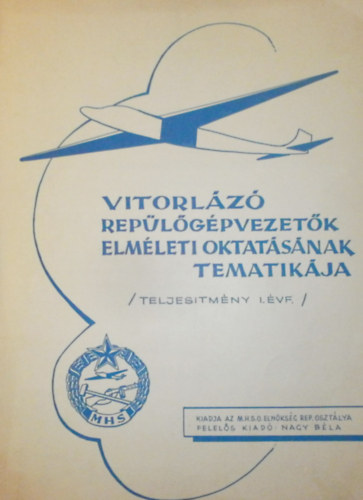 VITORLÁZÓ
REPÜLŐGÉPVEZETŐK
ELMÉLETI OKTATÁSÁNAK
TEMATIKÁJA
/TELJESITMÉNY I.ÉVF./
MHS
KIADJA AZ M.H.S.O. ELNÖKSÉG REP. OSZTÁLYA
FELELŐS KIADÓ: NAGY BÉLA